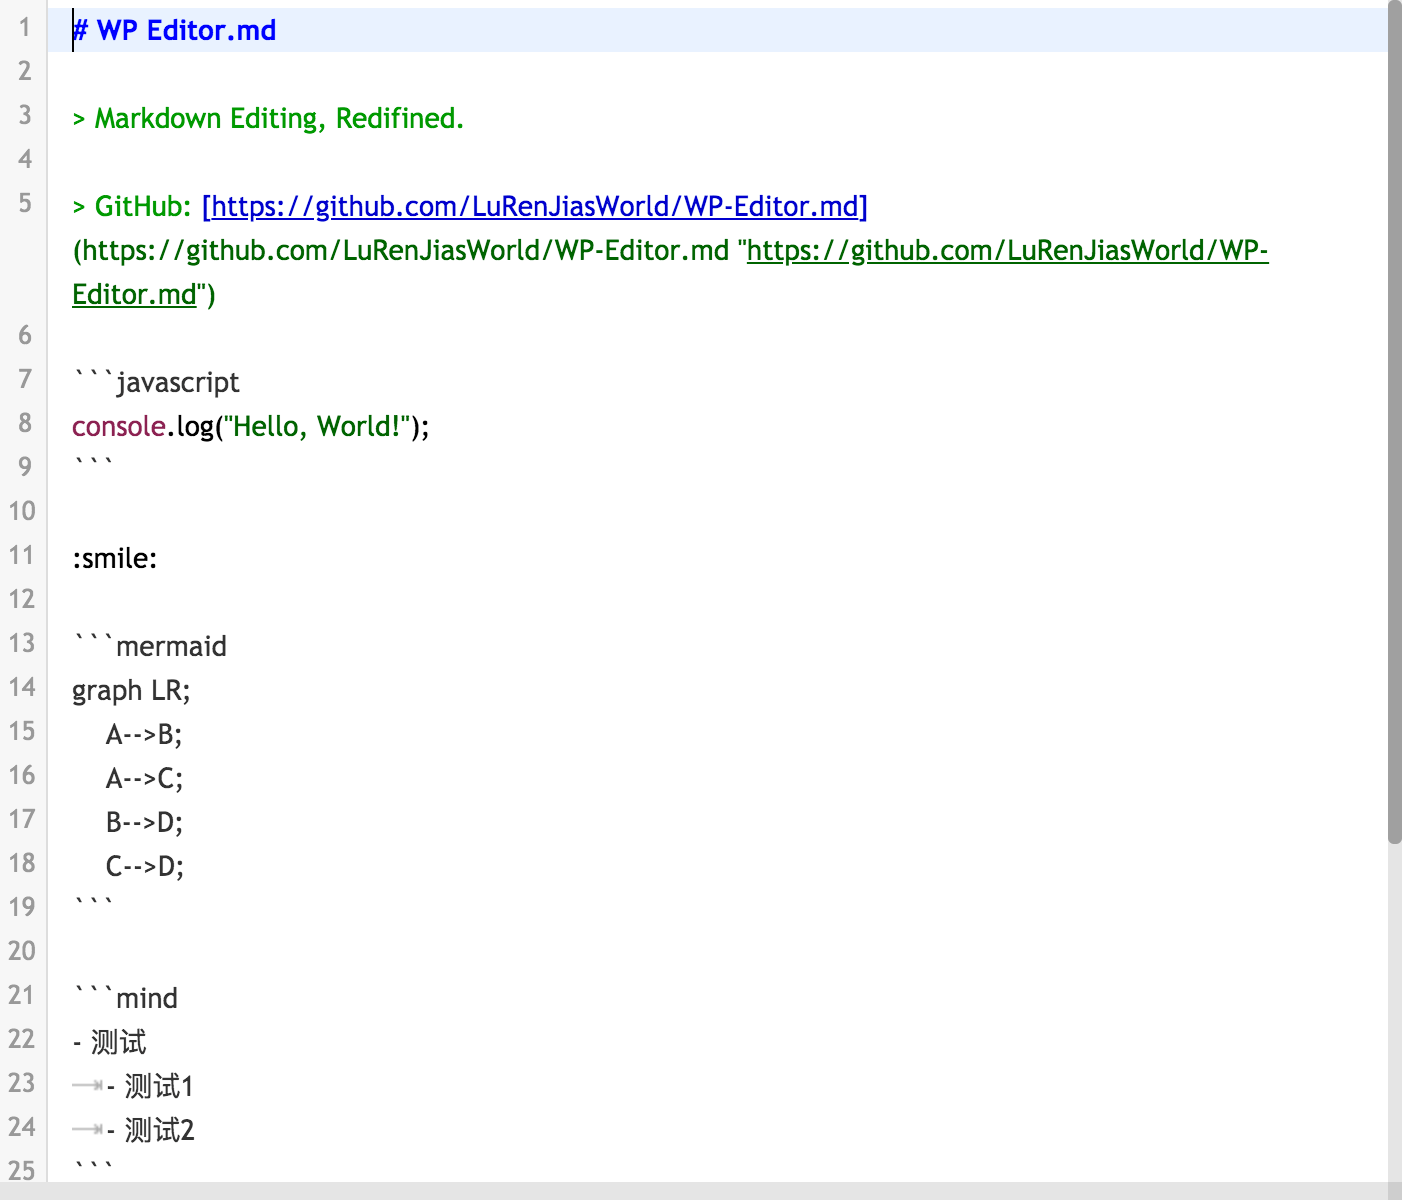 1 # WP Editor.md
2
3 > Markdown Editing, Redifined.
4
5 > GitHub: [https://github.com/LuRenJiasWorld/WP-Editor.md]
(https://github.com/LuRenJiasWorld/WP-Editor.md "https://github.com/LuRenJiasWorld/WP-
Editor.md")
6
7 ```javascript
8 console.log("Hello, World!");
9 ```
10
11 :smile:
12
13 ```mermaid
14 graph LR;
15     A-->B;
16     A-->C;
17     B-->D;
18     C-->D;
19 ```
20
21 ```mind
22 - 测试
23 	- 测试1
24 	- 测试2
25 ```